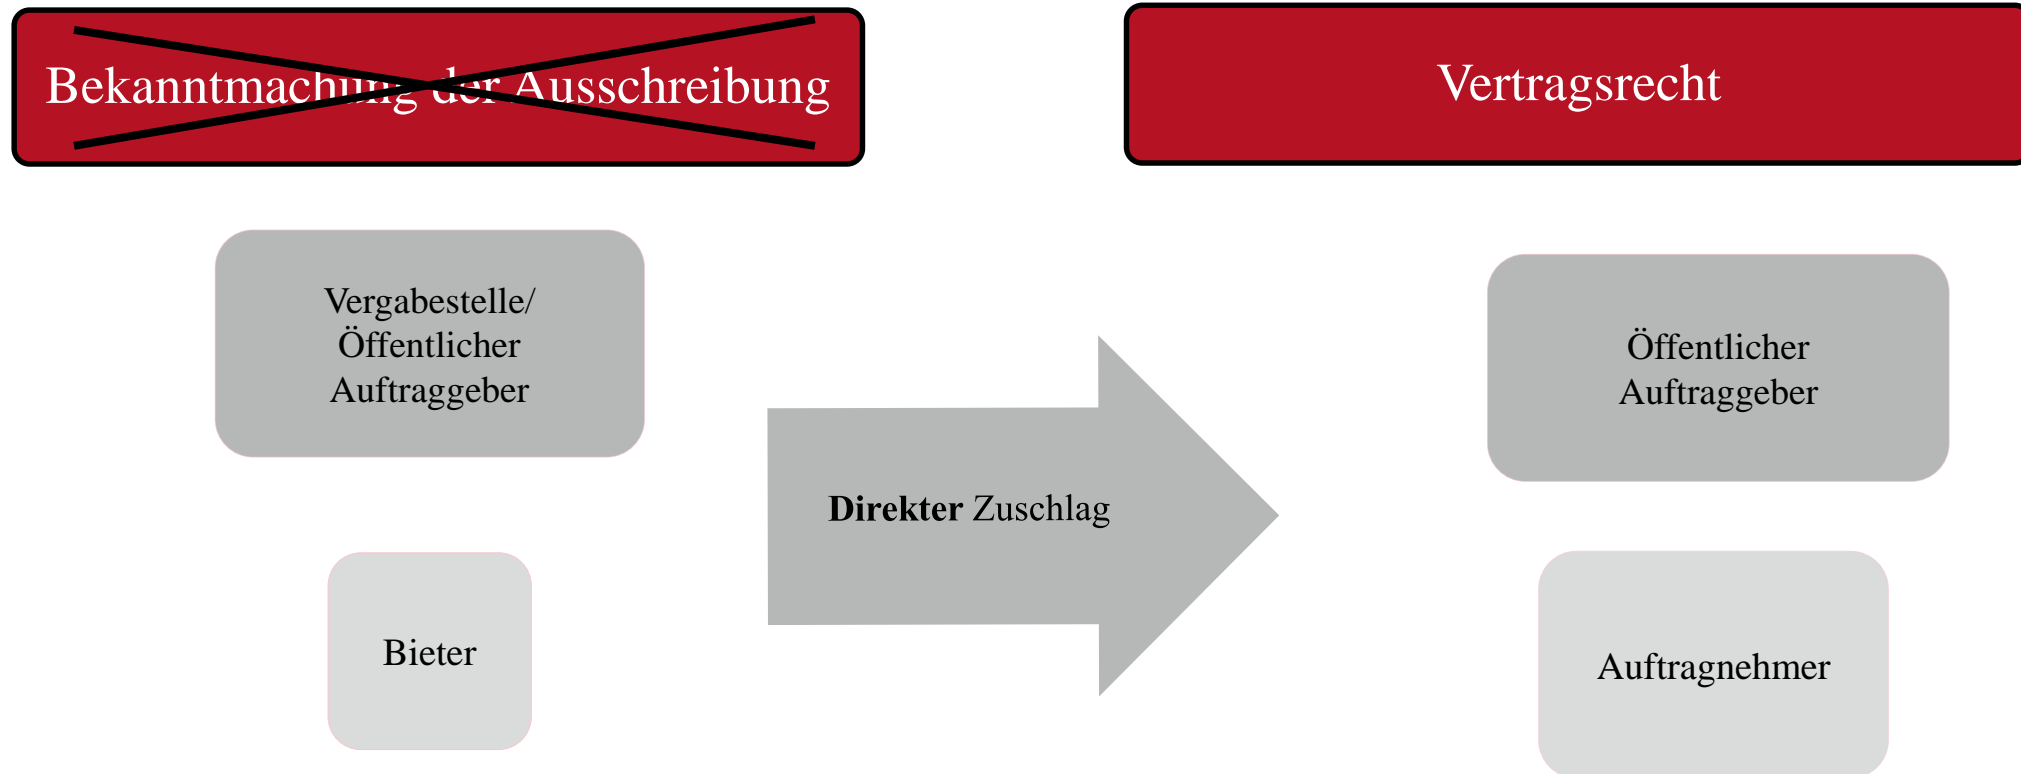 Bekanntmachung der Ausschreibung
Vertragsrecht
Vergabestelle/
Öffentlicher
Auftraggeber
Bieter
Direkter Zuschlag
Öffentlicher
Auftraggeber
Auftragnehmer